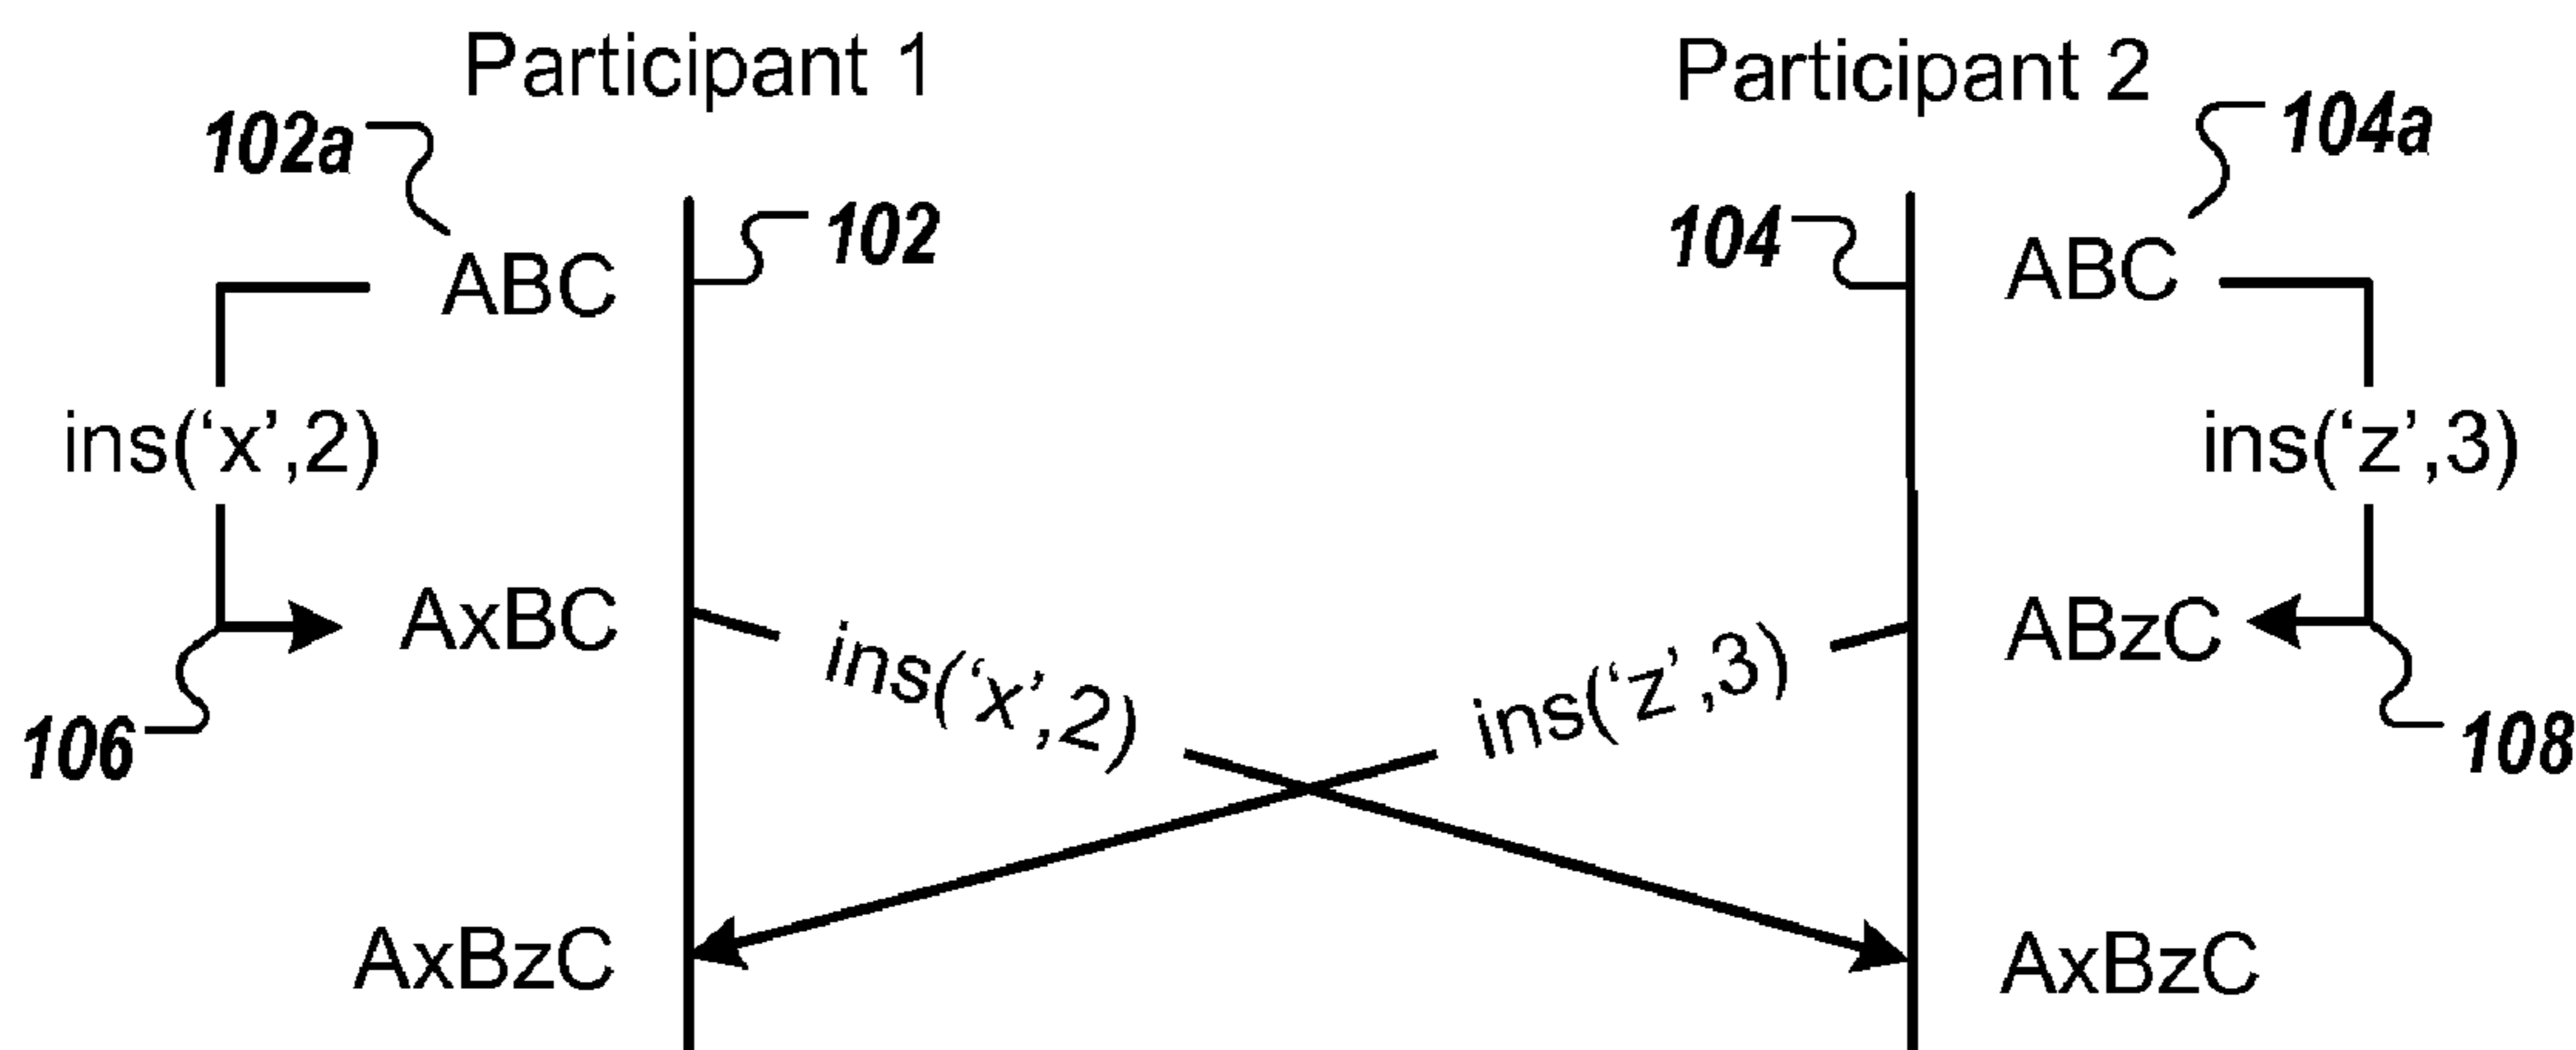 Participant 1
Participant 2
102a
104a
102
104
ABC
ABC
ins(‘x’,2)
ins(‘z’,3)
AxBC
ABzC
ins(‘x’,2)
ins(‘z’,3)
106
108
AxBzC
AxBzC